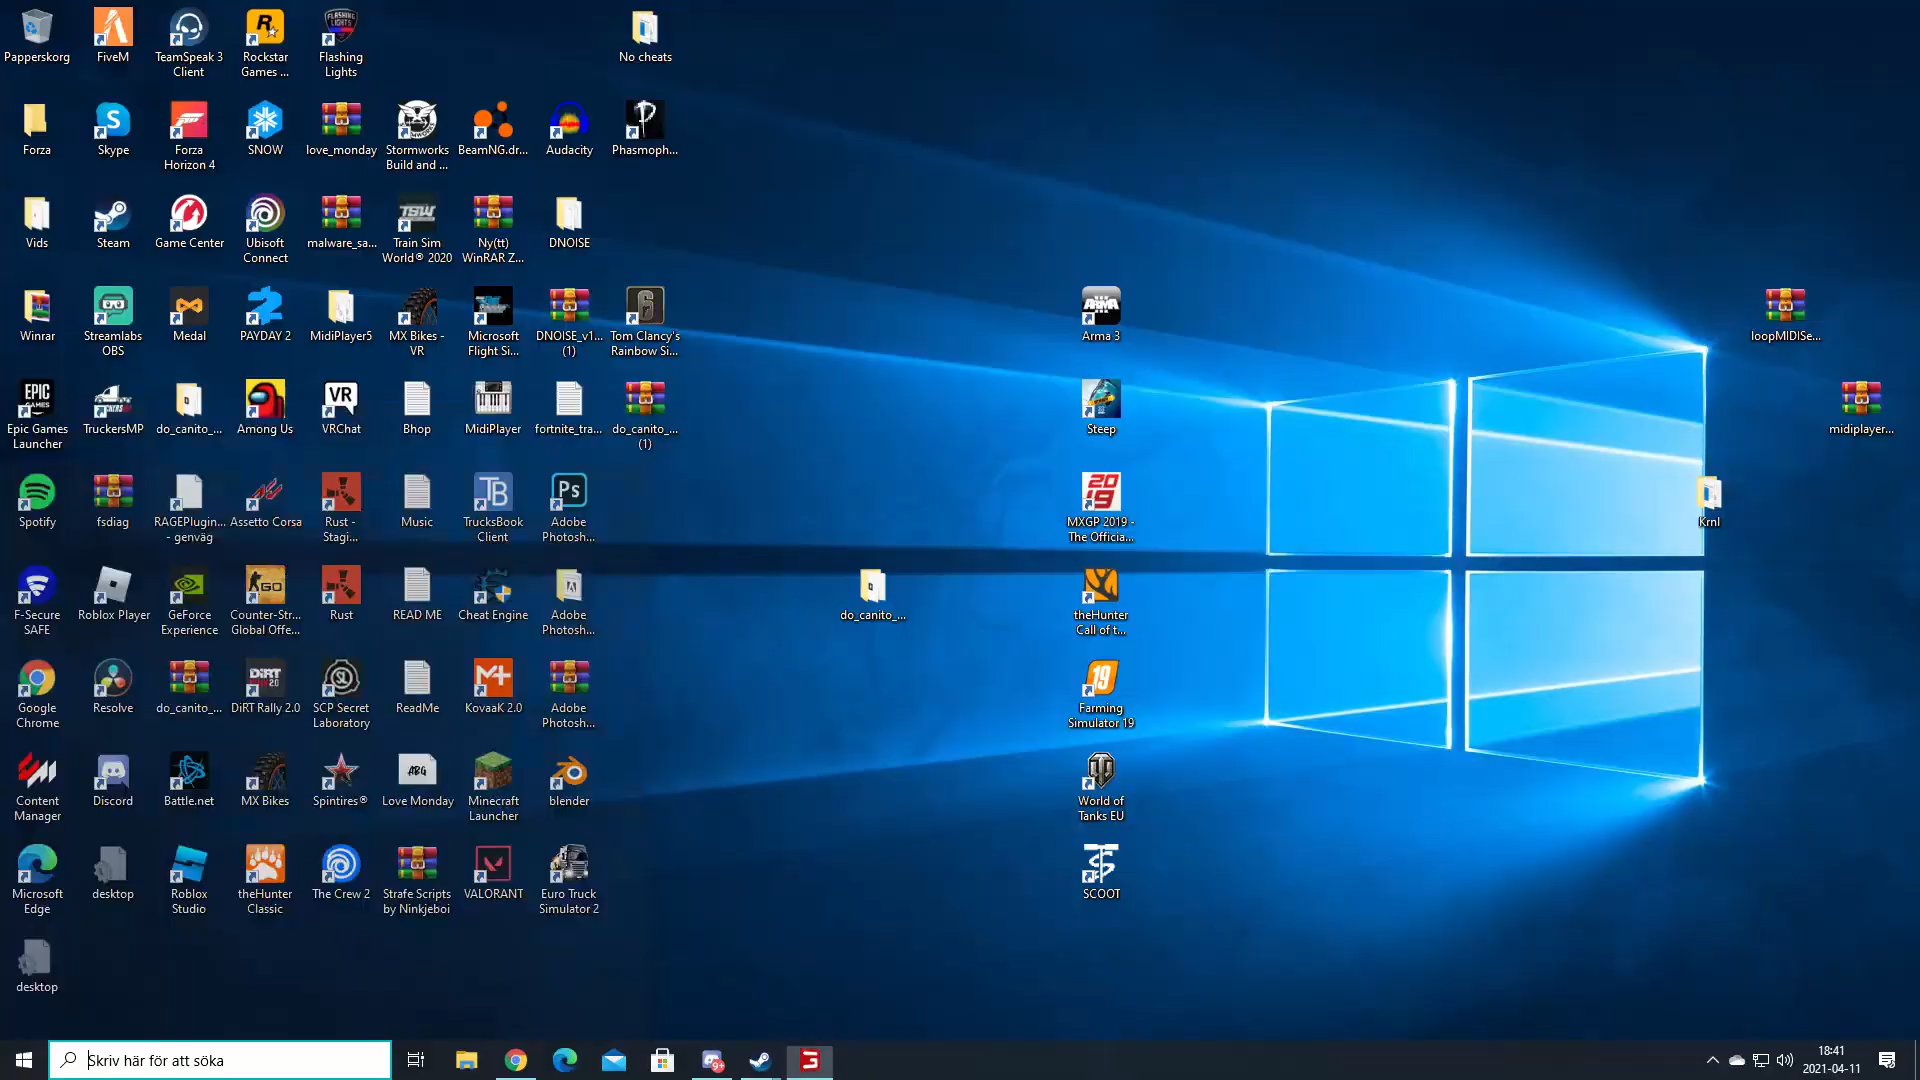 Papperskorg
FiveM
TeamSpeak 3
Client
Rockstar
Games ...
Flashing
Lights
No cheats
Forza
Skype
Forza
Horizon 4
SNOW
love_monday
Stormworks
Build and ...
BeamNG.dr...
Audacity
Phasmoph...
Vids
Steam
Game Center
Ubisoft
Connect
malware_sa...
Train Sim
World® 2020
Ny(tt)
WinRAR Z...
DNOISE
Winrar
Streamlabs
OBS
Medal
PAYDAY 2
MidiPlayer5
MX Bikes -
VR
Microsoft
Flight Si...
DNOISE_v1...
(1)
Tom Clancy's
Rainbow Si...
Arma 3
loopMIDISe...
Epic Games
Launcher
TruckersMP
do_canito_...
Among Us
VRChat
Bhop
MidiPlayer
fortnite_tra...
do_canito_...
(1)
Steep
midiplayer...
Spotify
fsdiag
RAGEPlugin...
- genväg
Assetto Corsa
Rust -
Stagi...
Music
TrucksBook
Client
Adobe
Photosh...
MXGP 2019 -
The Officia...
Krnl
F-Secure
SAFE
Roblox Player
GeForce
Experience
Counter-Str...
Global Offe...
Rust
READ ME
Cheat Engine
Adobe
Photosh...
do_canito_...
theHunter
Call of t...
Google
Chrome
Resolve
do_canito_...
DiRT Rally 2.0
SCP Secret
Laboratory
ReadMe
KovaaK 2.0
Adobe
Photosh...
Farming
Simulator 19
Content
Manager
Discord
Battle.net
MX Bikes
Spintires®
Love Monday
Minecraft
Launcher
blender
World of
Tanks EU
Microsoft
Edge
desktop
Roblox
Studio
theHunter
Classic
The Crew 2
Strafe Scripts
by Ninkjeboi
VALORANT
Euro Truck
Simulator 2
SCOOT
desktop
Skriv här för att söka
18:41
2021-04-11